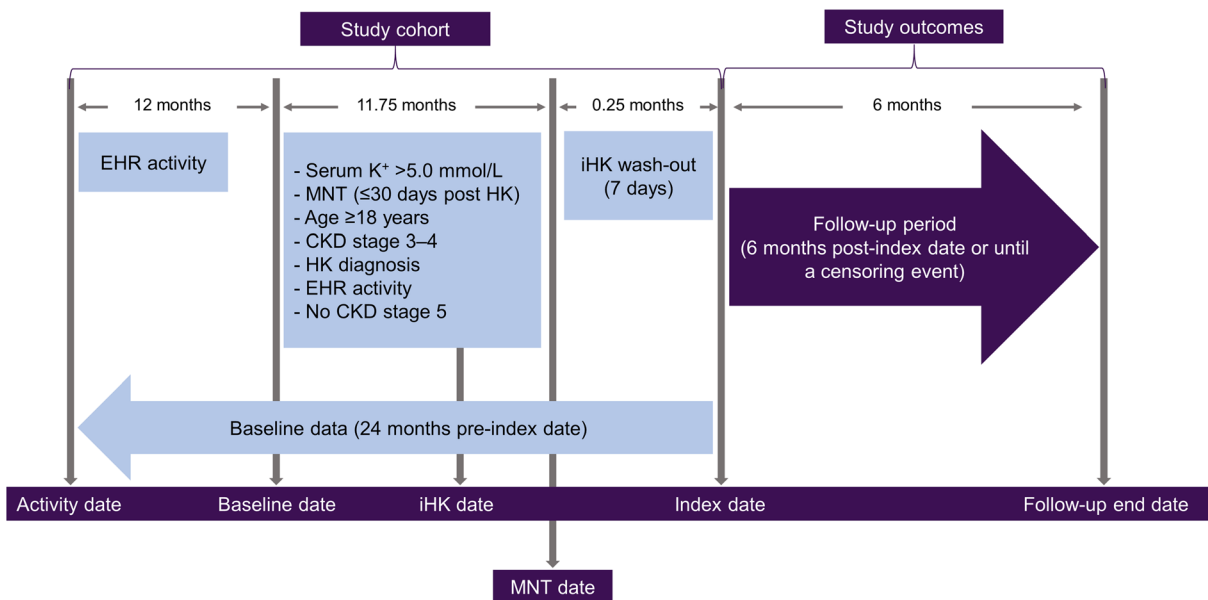 Study cohort
Study outcomes
12 months
11.75 months
0.25 months
6 months
EHR activity
- Serum K⁺ >5.0 mmol/L
- MNT (≤30 days post HK)
- Age ≥18 years
- CKD stage 3–4
- HK diagnosis
- EHR activity
- No CKD stage 5
iHK wash-out
(7 days)
Follow-up period
(6 months post-index date or until
a censoring event)
Baseline data (24 months pre-index date)
Activity date
Baseline date
iHK date
Index date
Follow-up end date
MNT date